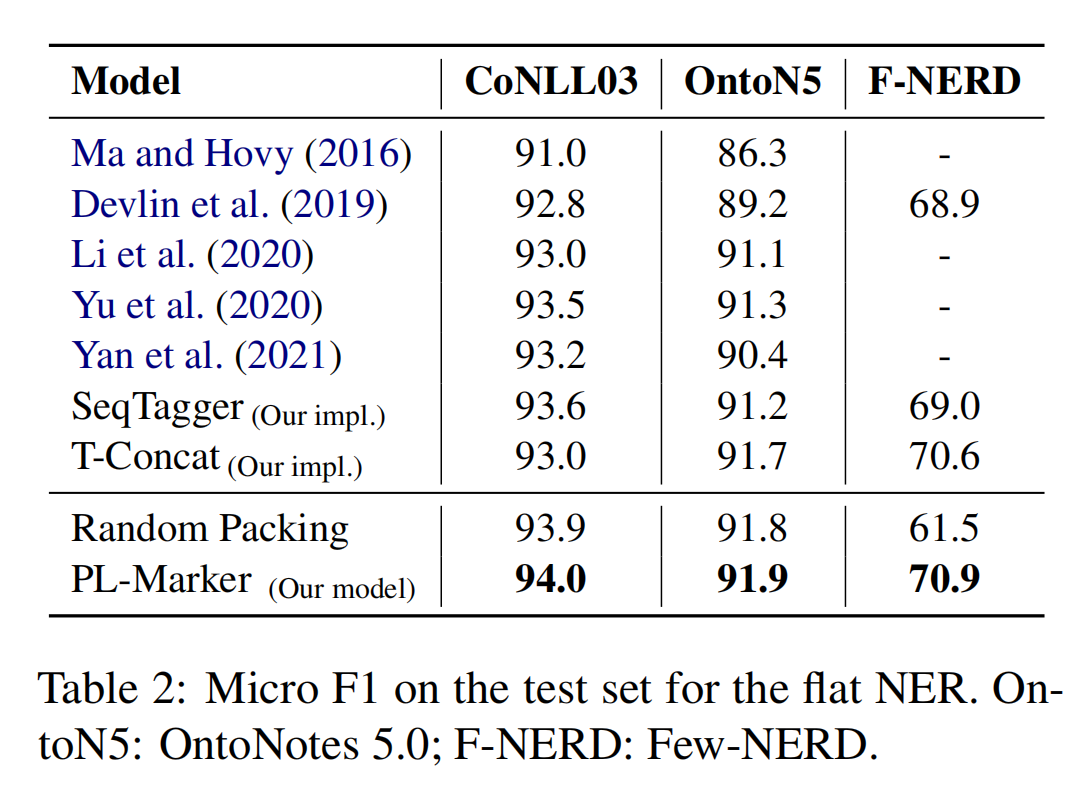 Model CoNLL03 OntoN5 F-NERD
Ma and Hovy (2016) 91.0 86.3 -
Devlin et al. (2019) 92.8 89.2 68.9
Li et al. (2020) 93.0 91.1 -
Yu et al. (2020) 93.5 91.3 -
Yan et al. (2021) 93.2 90.4 -
SeqTagger (Our impl.) 93.6 91.2 69.0
T-Concat (Our impl.) 93.0 91.7 70.6
Random Packing 93.9 91.8 61.5
PL-Marker (Our model) 94.0 91.9 70.9
Table 2: Micro F1 on the test set for the flat NER. On-
toN5: OntoNotes 5.0; F-NERD: Few-NERD.